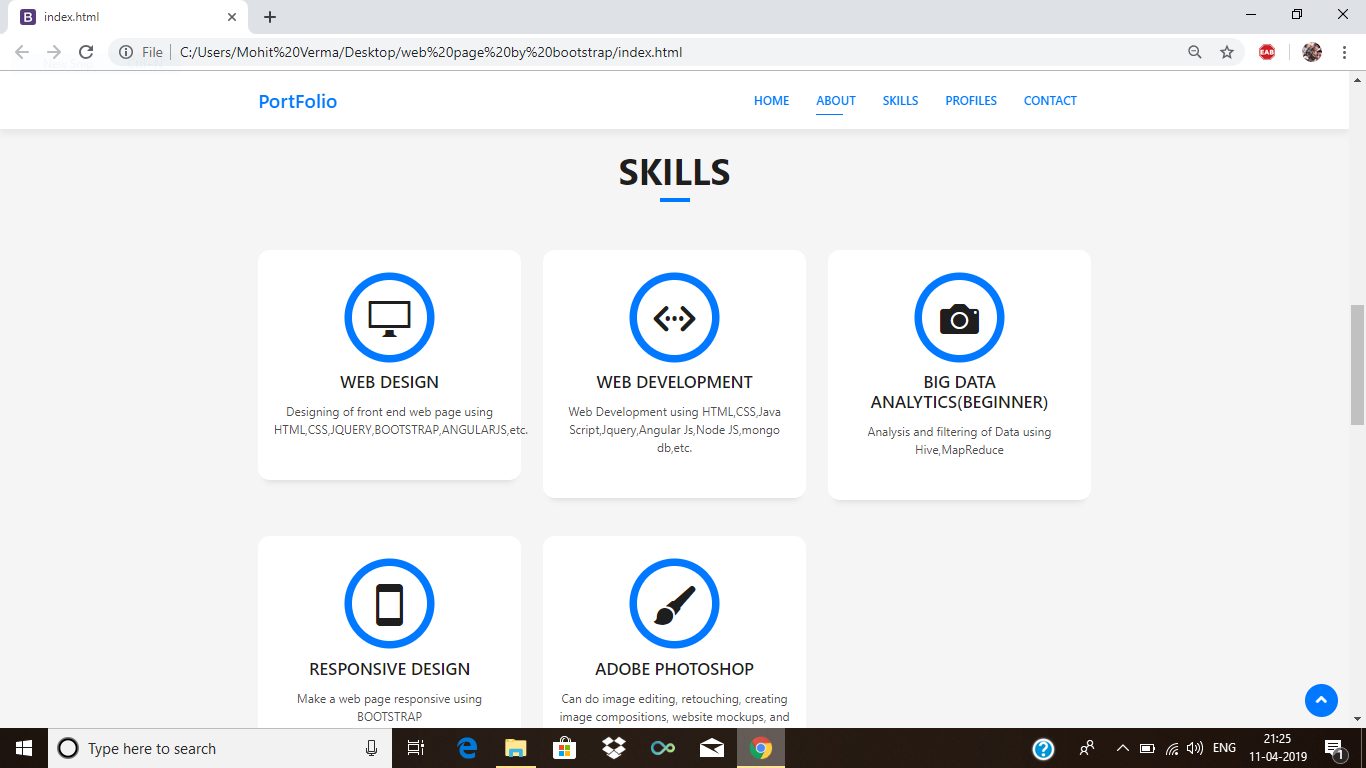 index.html
File
C:/Users/Mohit%20Verma/Desktop/web%20page%20by%20bootstrap/index.html
EAB
PortFolio
HOME ABOUT SKILLS PROFILES CONTACT
SKILLS
WEB DESIGN
Designing of front end web page using
HTML,CSS,JQUERY,BOOTSTRAP,ANGULARJS,etc.
WEB DEVELOPMENT
Web Development using HTML,CSS,Java
Script,Jquery,Angular Js,Node JS,mongo
db,etc.
BIG DATA
ANALYTICS(BEGINNER)
Analysis and filtering of Data using
Hive,MapReduce
RESPONSIVE DESIGN
Make a web page responsive using
BOOTSTRAP
ADOBE PHOTOSHOP
Can do image editing, retouching, creating
image compositions, website mockups, and
Type here to search
ENG
21:25
11-04-2019
1